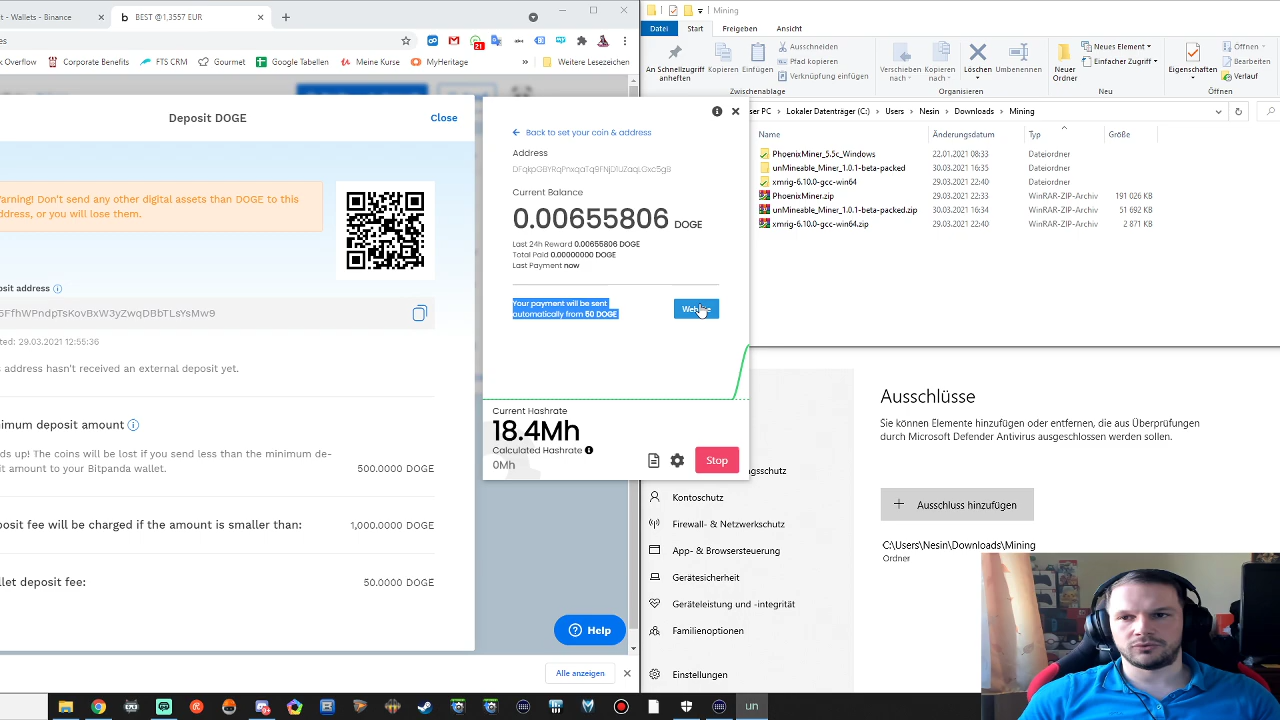 t - Wallets - Binance
BEST @1,3557 EUR
Corporate Benefits
FTS CRM
Gourmet
Google Tabellen
Meine Kurse
MyHeritage
»
Weitere Lesezeichen
21
Deposit DOGE
Close
arning! Don't send any other digital assets than DOGE to this
dress, or you will lose them.
osit address
ted: 29.03.2021 12:55:36
address hasn't received an external deposit yet.
nimum deposit amount
ds up! The coins will be lost if you send less than the minimum de-
it amount to your Bitpanda wallet.
500.0000 DOGE
posit fee will be charged if the amount is smaller than:
1,000.0000 DOGE
llet deposit fee:
50.0000 DOGE
Help
Alle anzeigen
Back to set your coin & address
Address
Current Balance
0.00655806 DOGE
Last 24h Reward 0.00655806 DOGE
Total Paid 0.00000000 DOGE
Last Payment now
Your payment will be sent
automatically from 50 DOGE
Current Hashrate
18.4Mh
Calculated Hashrate
0Mh
Stop
Mining
Datei
Start
Freigeben
Ansicht
An Schnellzugriff
anheften
Kopieren
Einfügen
Ausschneiden
Pfad kopieren
Verknüpfung einfügen
Zwischenablage
Verschieben
nach
Kopieren
nach
Löschen
Umbenennen
Organisieren
Neuer
Ordner
Neues Element
Einfacher Zugriff
Neu
Eigenschaften
Öffnen
Bearbeiten
Verlauf
Öffnen
ser PC › Lokaler Datenträger (C:) › Users › Nesin › Downloads › Mining
Name
Änderungsdatum
Typ
Größe
PhoenixMiner_5.5c_Windows
22.01.2021 08:33
Dateiordner
unMineable_Miner_1.0.1-beta-packed
30.03.2021 16:35
Dateiordner
xmrig-6.10.0-gcc-win64
29.03.2021 22:40
Dateiordner
PhoenixMiner.zip
29.03.2021 22:33
WinRAR-ZIP-Archiv
191 026 KB
unMineable_Miner_1.0.1-beta-packed.zip
30.03.2021 16:34
WinRAR-ZIP-Archiv
51 692 KB
xmrig-6.10.0-gcc-win64.zip
29.03.2021 22:40
WinRAR-ZIP-Archiv
2 871 KB
Ausschlüsse
Sie können Elemente hinzufügen oder entfernen, die aus Überprüfungen
durch Microsoft Defender Antivirus ausgeschlossen werden sollen.
Ausschluss hinzufügen
C:\Users\Nesin\Downloads\Mining
Ordner
Kontoschutz
Firewall- & Netzwerkschutz
App- & Browsersteuerung
Gerätesicherheit
Geräteleistung und -integrität
Familienoptionen
Einstellungen
un